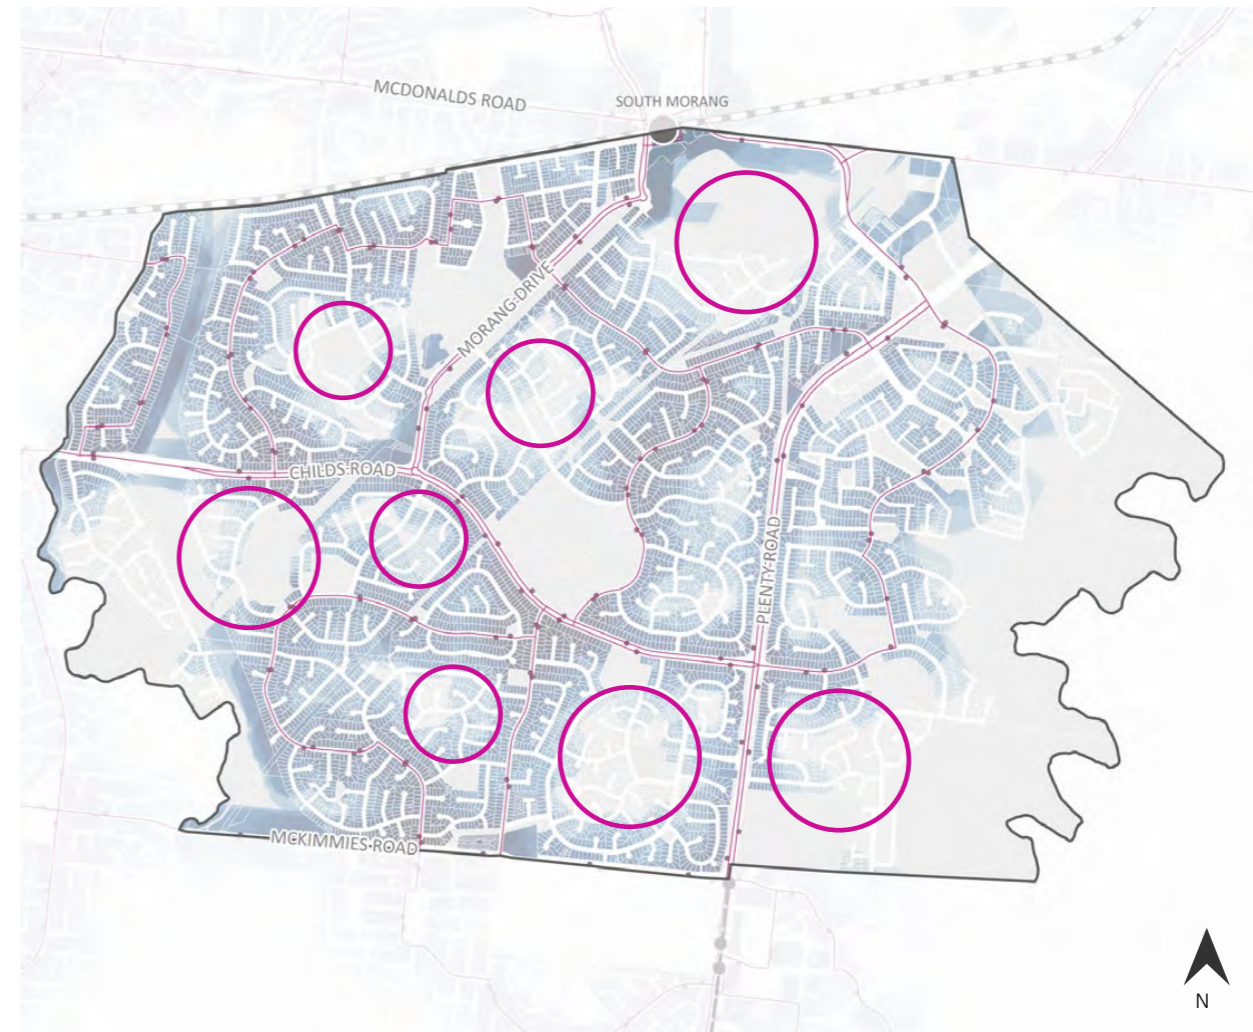 MCDONALDS ROAD
SOUTH MORANG
MORANG DRIVE
CHILDS ROAD
PLENTY ROAD
MCKIMMIES ROAD
N